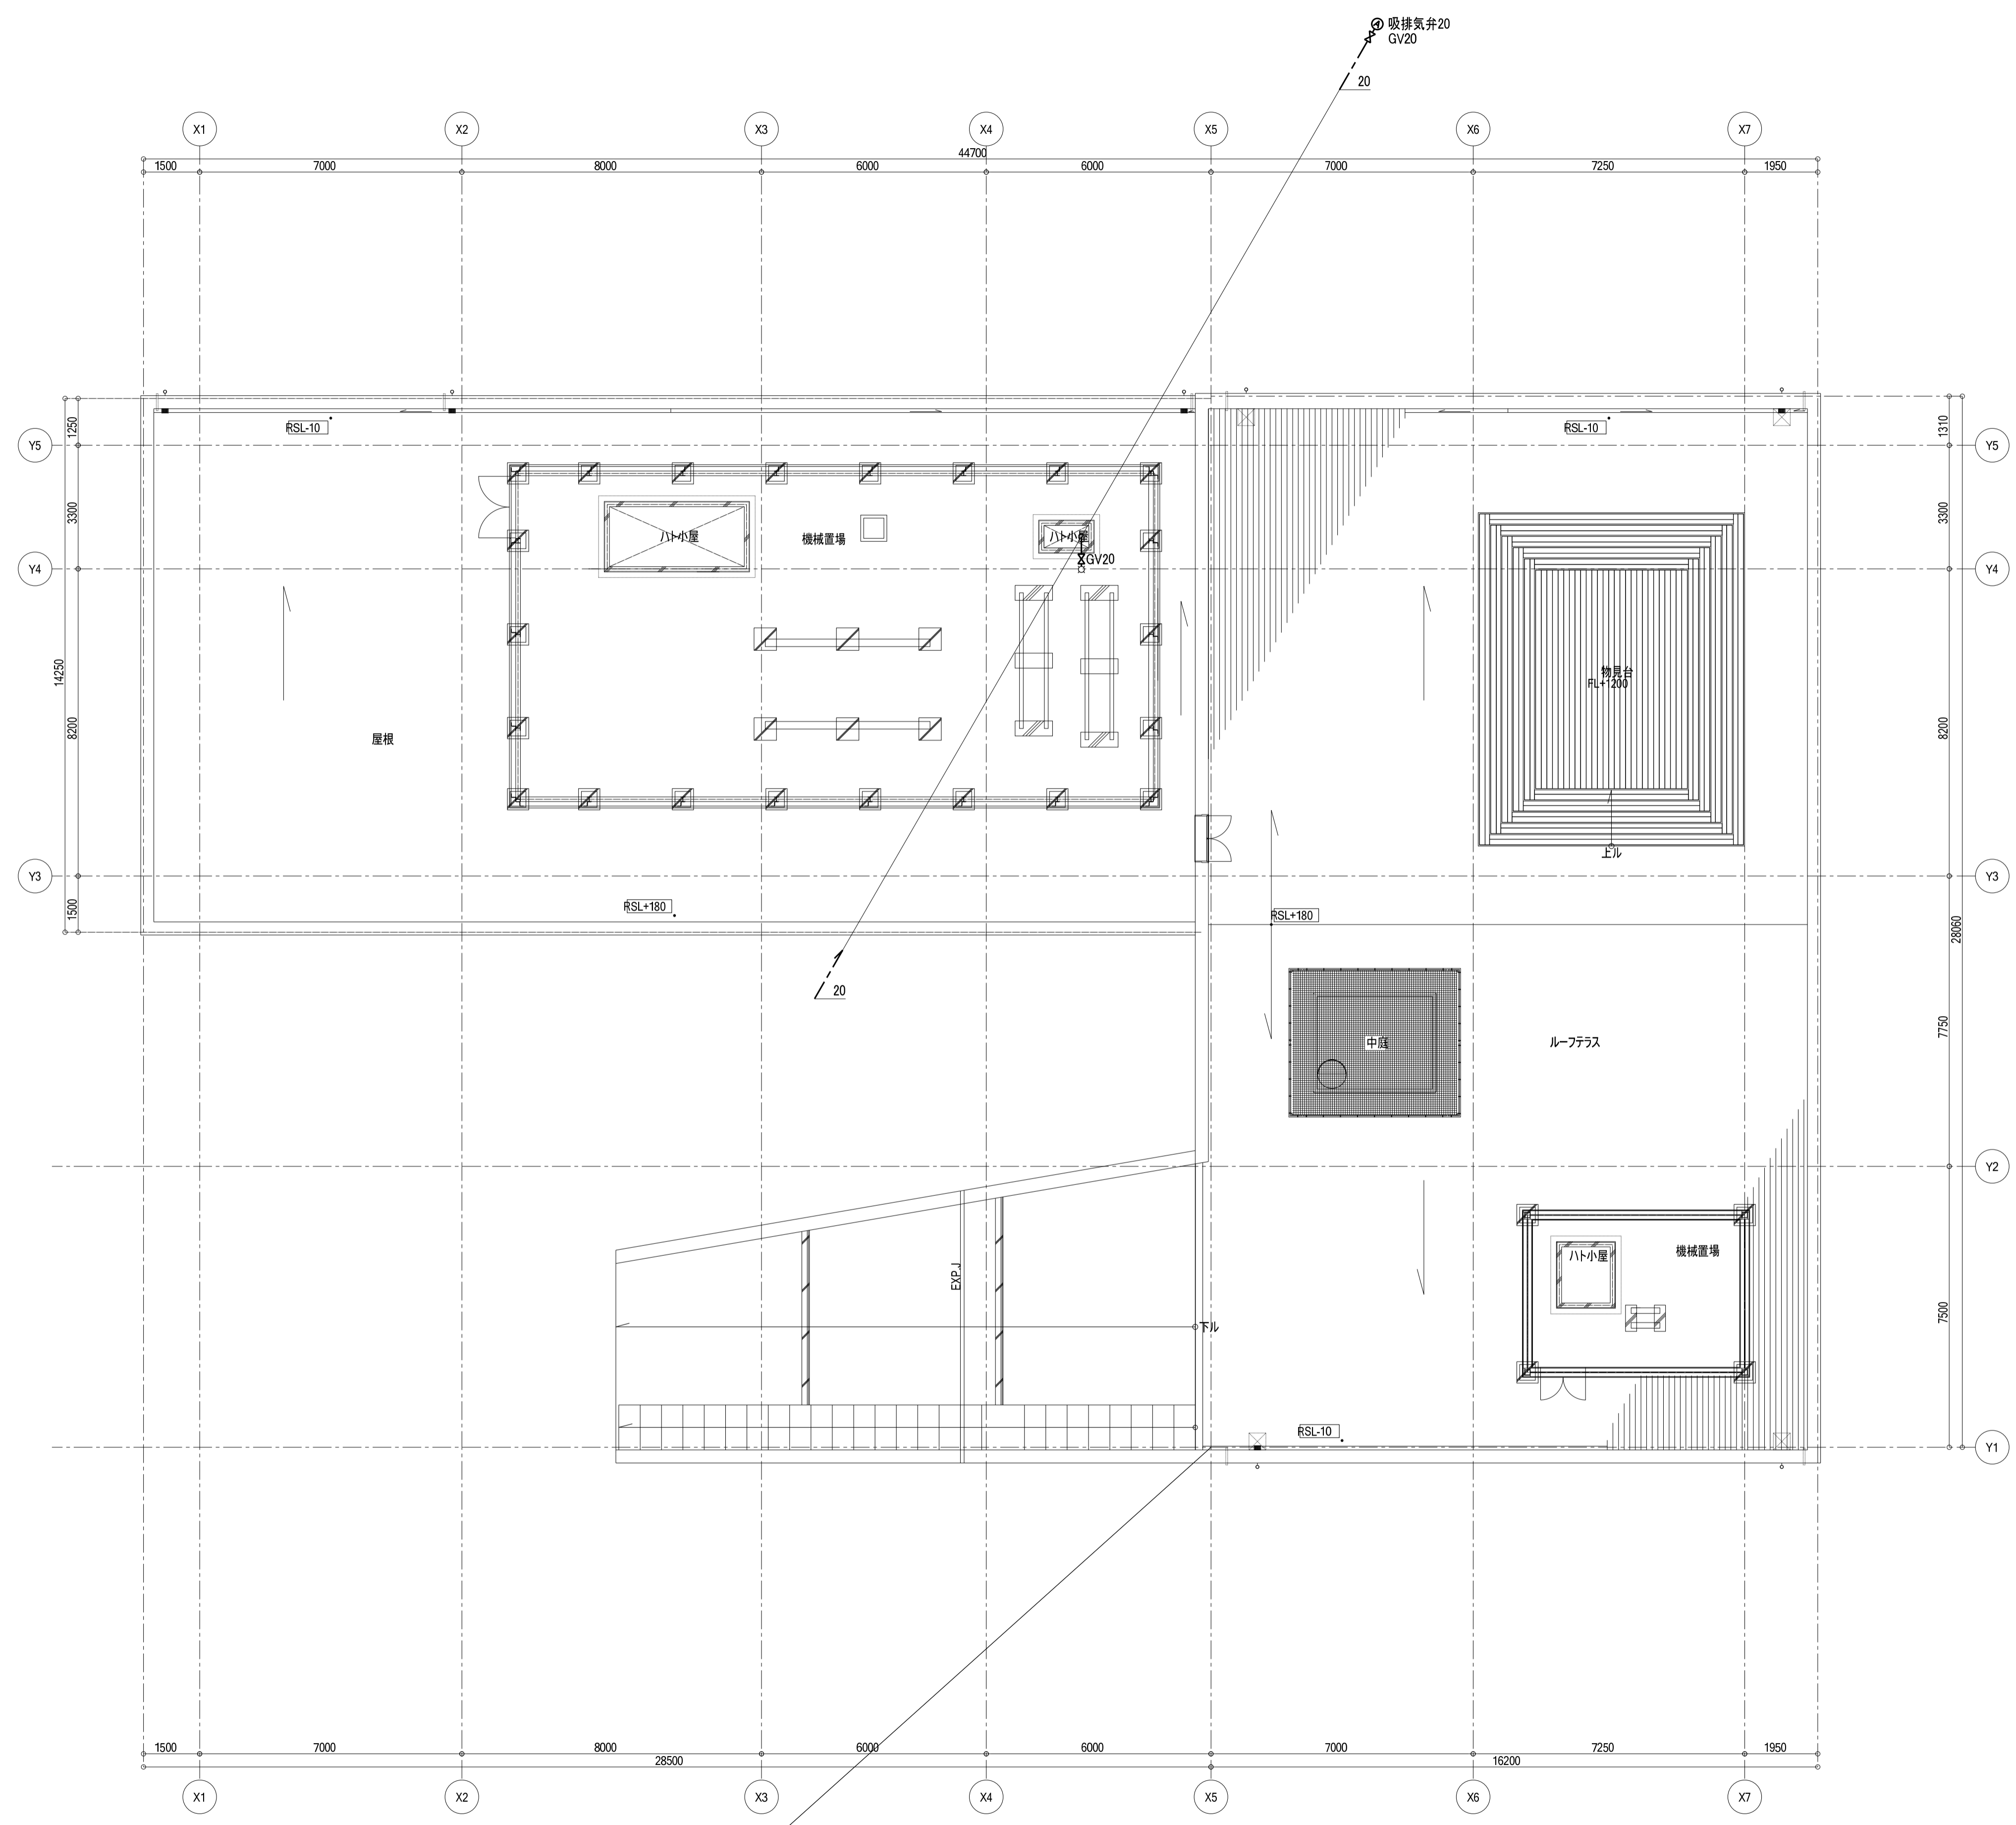 吸排気弁20
GV20
20
X1 X2 X3 X4 X5 X6 X7
44700
1500 7000 8000 6000 6000 7000 7250 1950
1250
1310
RSL-10
RSL-10
Y5
Y5
3300
3300
ハト小屋
機械置場
ハト小屋
GV20
Y4
Y4
14250
物見台
FL+1200
8200
屋根
8200
上ル
Y3
Y3
1500
RSL+180
RSL+180
28060
20
7750
中庭
ルーフテラス
Y2
ハト小屋
機械置場
EXP.J
7500
下ル
RSL-10
Y1
1500 7000 8000 6000 6000 7000 7250 1950
28500 16200
X1 X2 X3 X4 X5 X6 X7